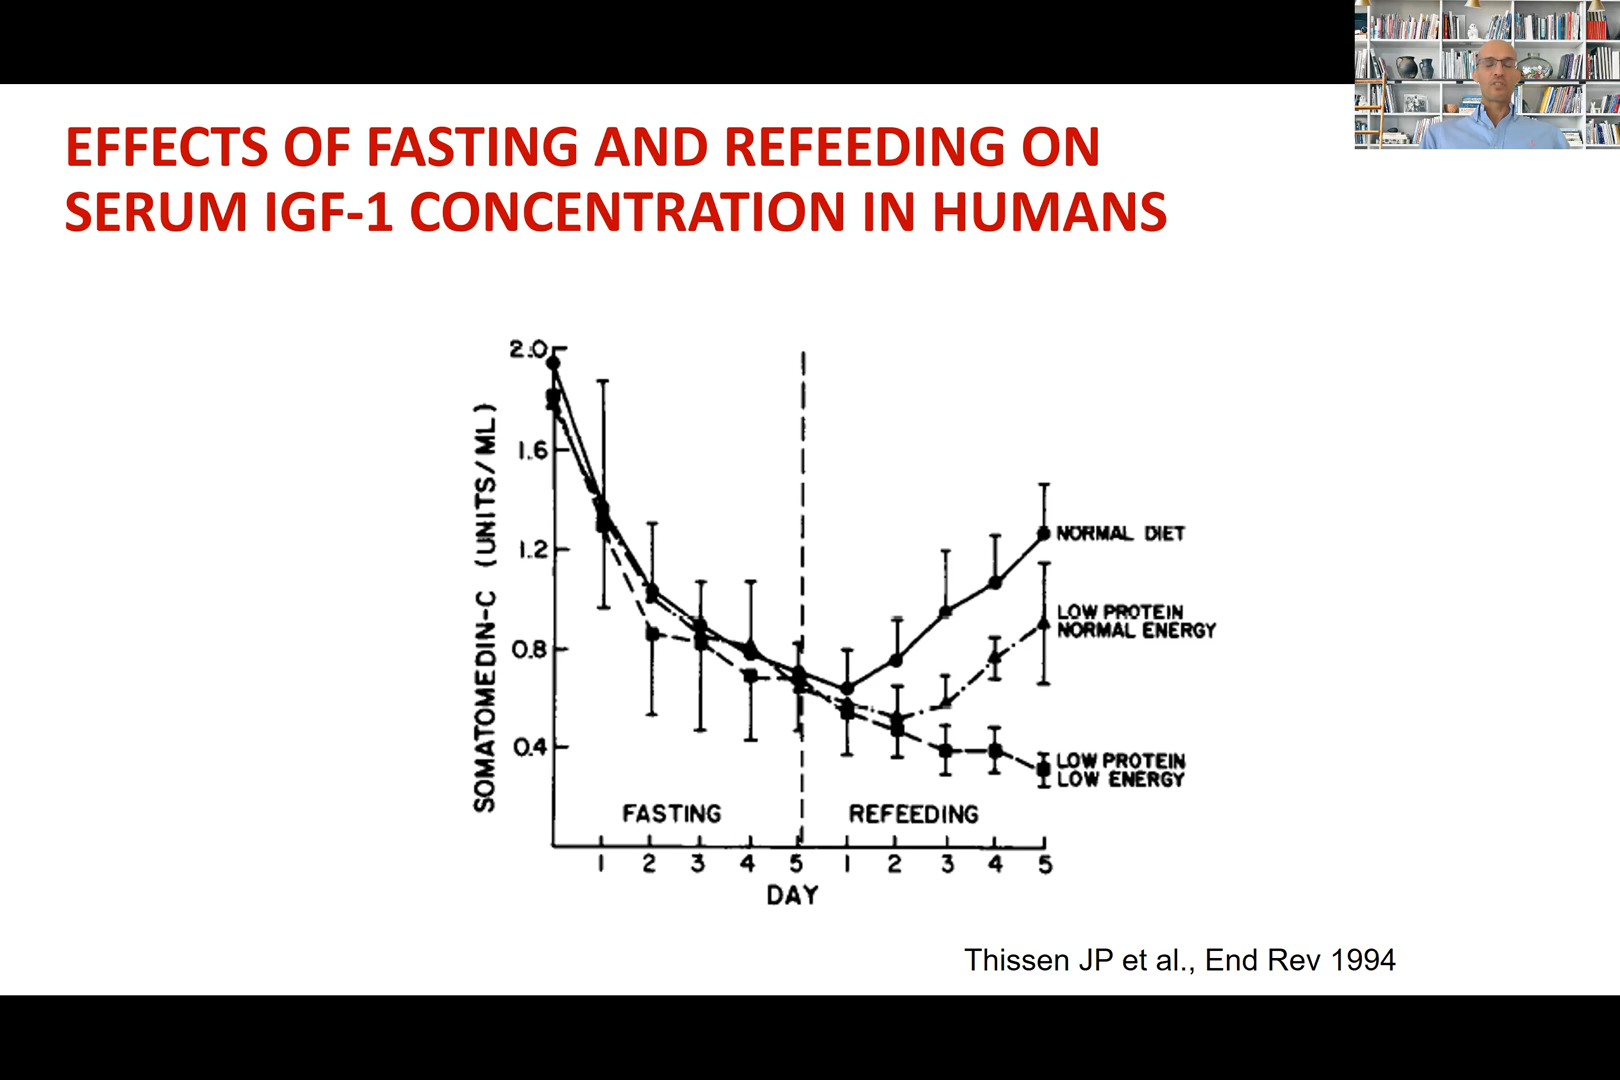 EFFECTS OF FASTING AND REFEEDING ON
SERUM IGF-1 CONCENTRATION IN HUMANS
SOMATOMEDIN-C (UNITS/ML)
2.0
1.6
1.2
0.8
0.4
NORMAL DIET
LOW PROTEIN
NORMAL ENERGY
LOW PROTEIN
LOW ENERGY
FASTING
REFEEDING
1 2 3 4 5 1 2 3 4 5
DAY
Thissen JP et al., End Rev 1994